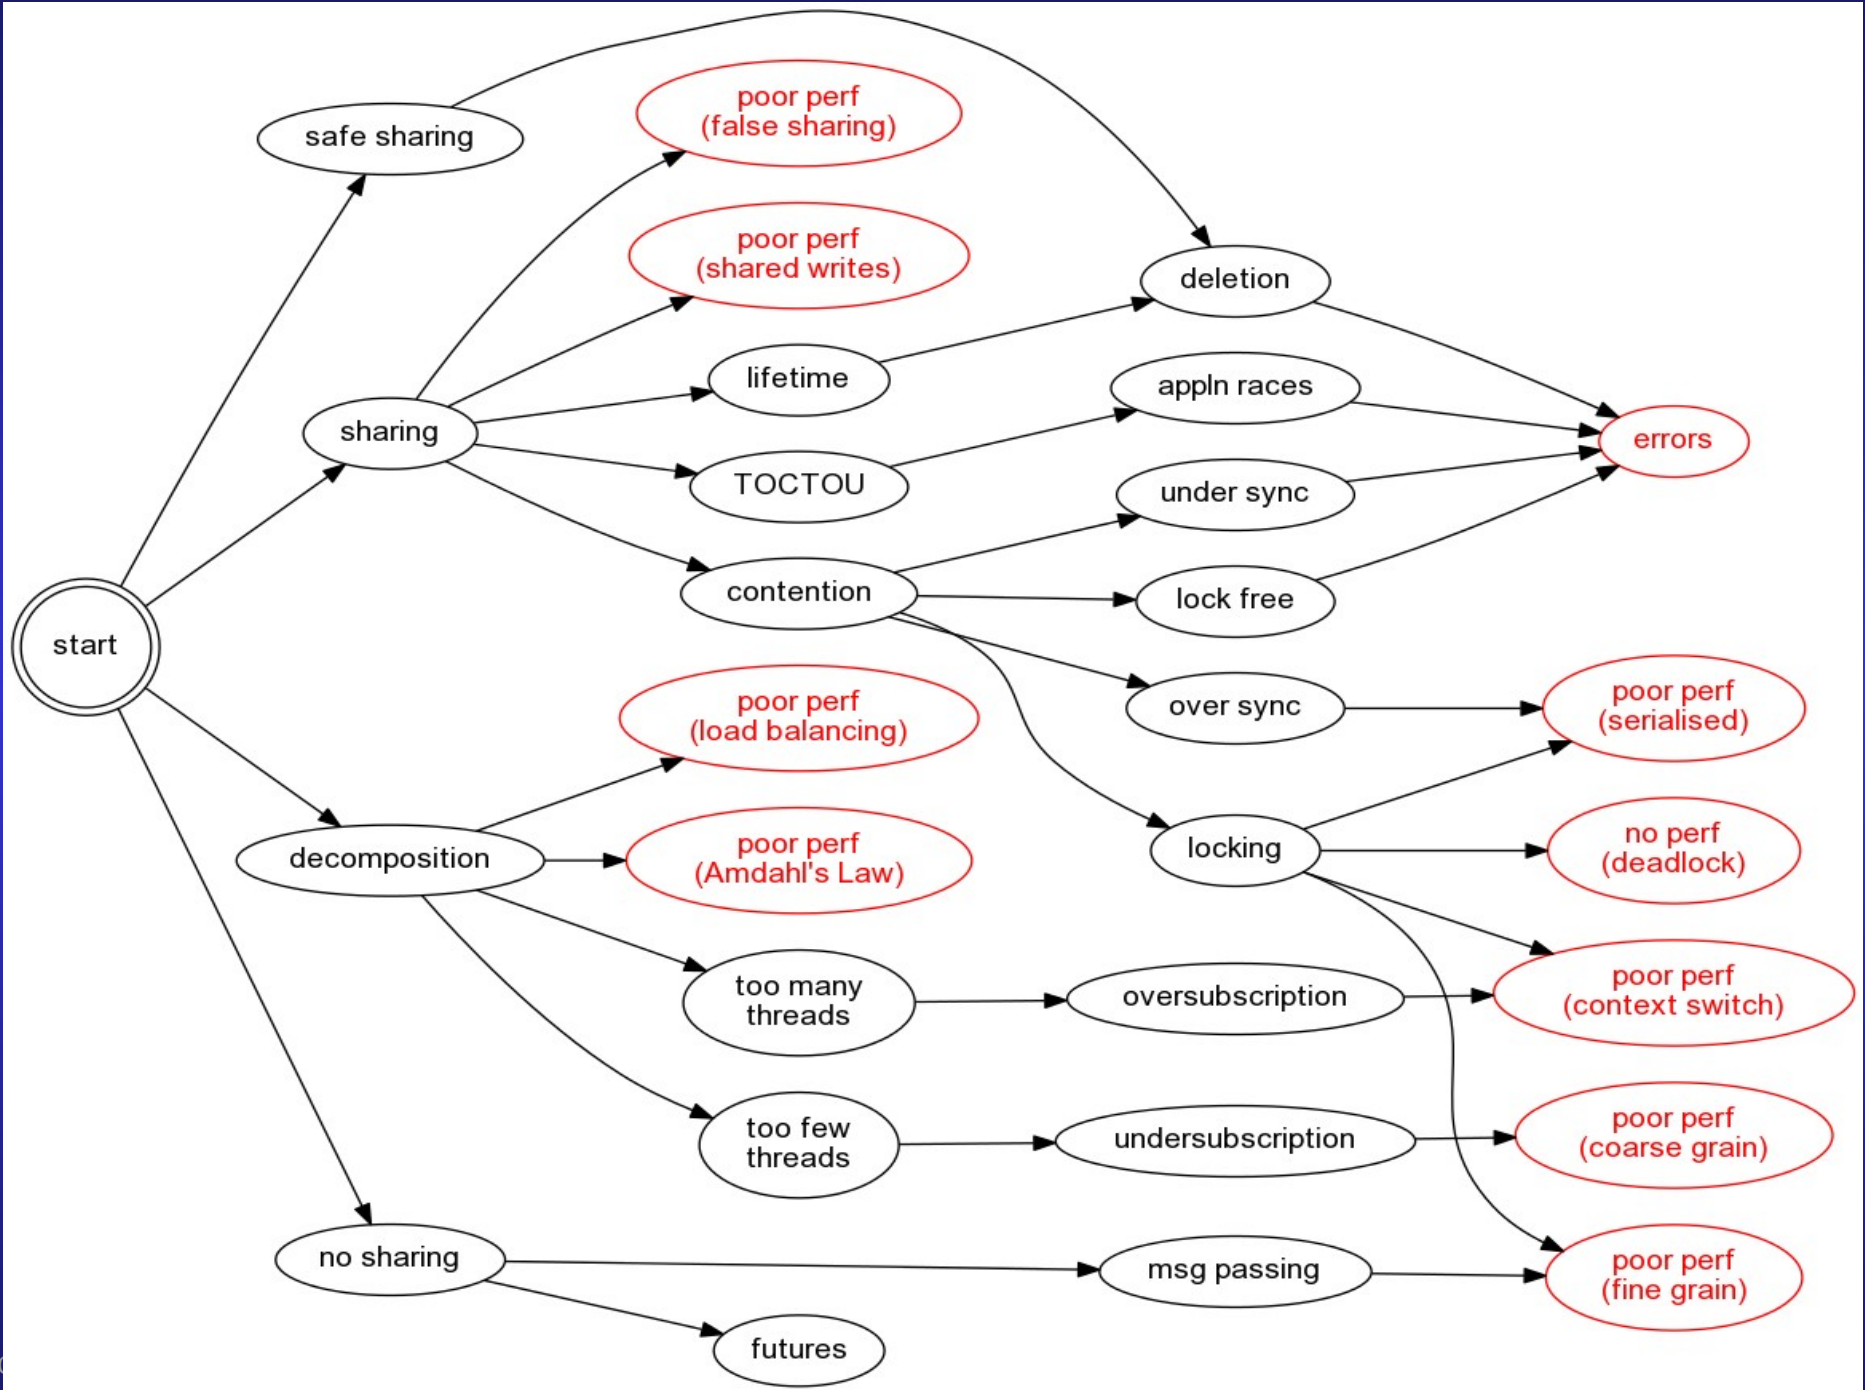 safe sharing
poor perf
(false sharing)
poor perf
(shared writes)
deletion
lifetime
appln races
sharing
errors
TOCTOU
under sync
contention
lock free
start
poor perf
(load balancing)
over sync
poor perf
(serialised)
decomposition
poor perf
(Amdahl's Law)
locking
no perf
(deadlock)
too many
threads
oversubscription
poor perf
(context switch)
too few
threads
undersubscription
poor perf
(coarse grain)
no sharing
msg passing
poor perf
(fine grain)
futures